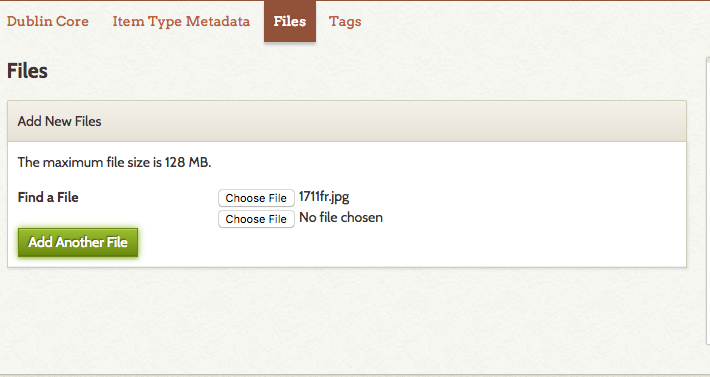 Dublin Core Item Type Metadata Files Tags
Files
Add New Files
The maximum file size is 128 MB.
Find a File Choose File 1711fr.jpg
Choose File No file chosen
Add Another File